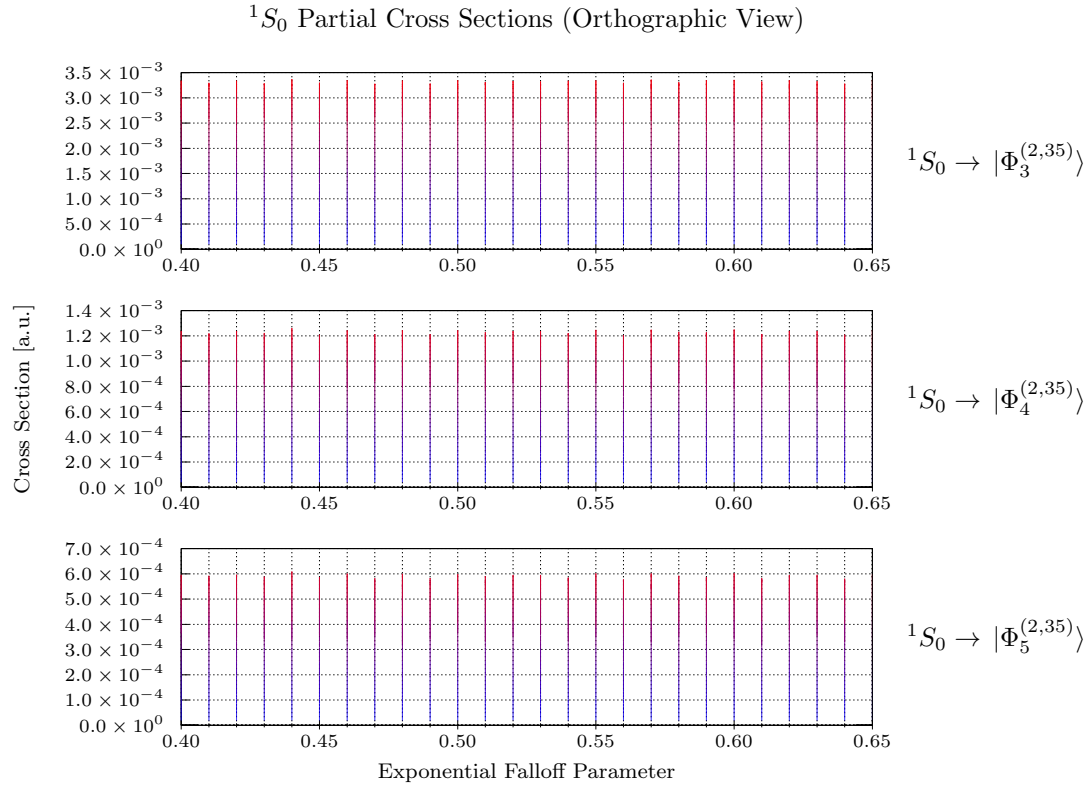 ¹S₀ Partial Cross Sections (Orthographic View)
3.5 × 10⁻³
3.0 × 10⁻³
2.5 × 10⁻³
2.0 × 10⁻³
1.5 × 10⁻³
1.0 × 10⁻³
5.0 × 10⁻⁴
0.0 × 10⁰
0.40 0.45 0.50 0.55 0.60 0.65
¹S₀ → |Φ₃⁽²,³⁵⁾⟩
1.4 × 10⁻³
1.2 × 10⁻³
1.0 × 10⁻³
8.0 × 10⁻⁴
6.0 × 10⁻⁴
4.0 × 10⁻⁴
2.0 × 10⁻⁴
0.0 × 10⁰
0.40 0.45 0.50 0.55 0.60 0.65
¹S₀ → |Φ₄⁽²,³⁵⁾⟩
Cross Section [a.u.]
7.0 × 10⁻⁴
6.0 × 10⁻⁴
5.0 × 10⁻⁴
4.0 × 10⁻⁴
3.0 × 10⁻⁴
2.0 × 10⁻⁴
1.0 × 10⁻⁴
0.0 × 10⁰
0.40 0.45 0.50 0.55 0.60 0.65
¹S₀ → |Φ₅⁽²,³⁵⁾⟩
Exponential Falloff Parameter